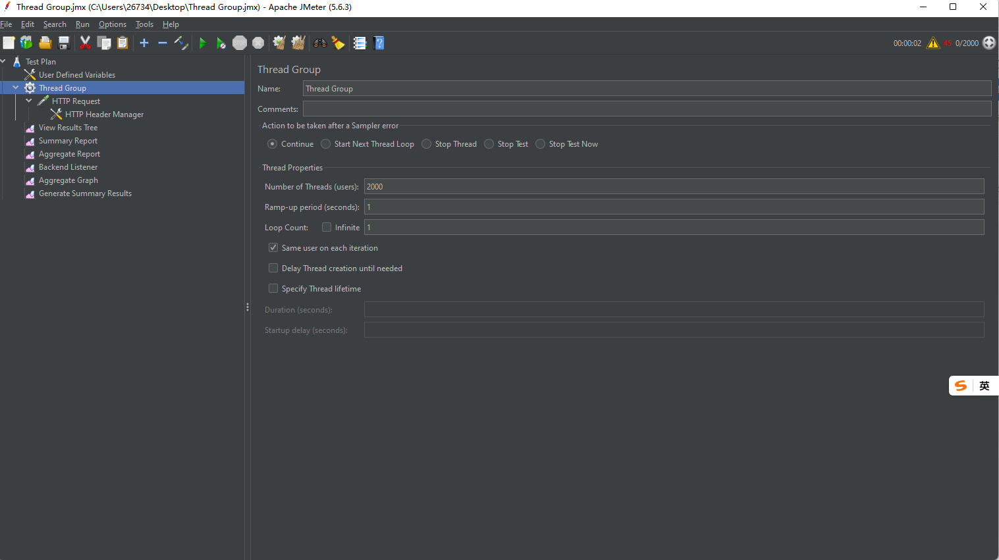 Thread Group.jmx (C:\Users\26734\Desktop\Thread Group.jmx) - Apache JMeter (5.6.3)
File Edit Search Run Options Tools Help
STOP
00:00:02 45 0/2000
Test Plan
User Defined Variables
Thread Group
HTTP Request
HTTP Header Manager
View Results Tree
Summary Report
Aggregate Report
Backend Listener
Aggregate Graph
Generate Summary Results
Thread Group
Name: Thread Group
Comments:
Action to be taken after a Sampler error
Continue Start Next Thread Loop Stop Thread Stop Test Stop Test Now
Thread Properties
Number of Threads (users): 2000
Ramp-up period (seconds): 1
Loop Count: Infinite 1
Same user on each iteration
Delay Thread creation until needed
Specify Thread lifetime
Duration (seconds):
Startup delay (seconds):
S 英